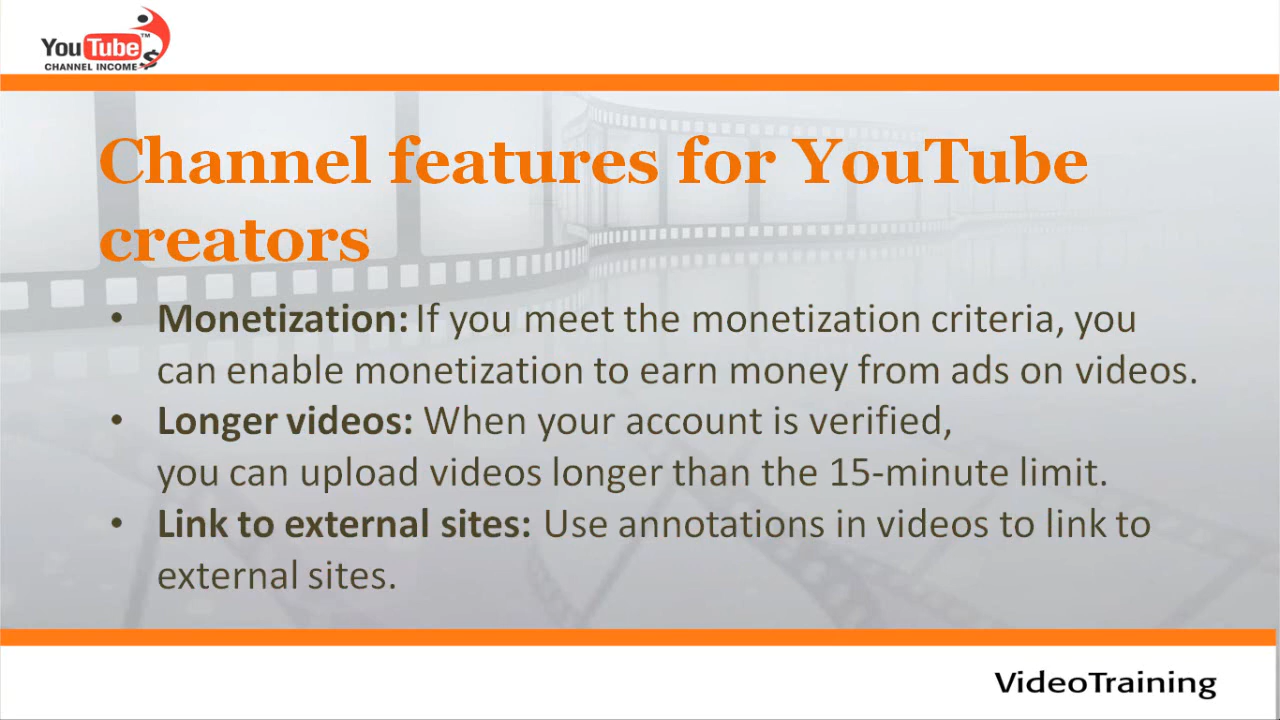 YouTube™
CHANNEL INCOME
Channel features for YouTube
creators
• Monetization: If you meet the monetization criteria, you
can enable monetization to earn money from ads on videos.
• Longer videos: When your account is verified,
you can upload videos longer than the 15-minute limit.
• Link to external sites: Use annotations in videos to link to
external sites.
VideoTraining